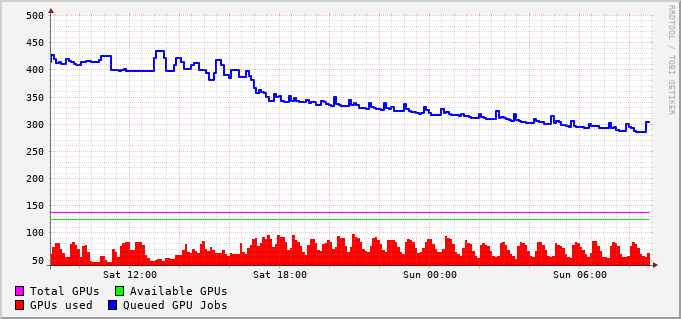 500
450
400
350
300
250
200
150
100
50
Sat 12:00 Sat 18:00 Sun 00:00 Sun 06:00
Total GPUs Available GPUs
GPUs used Queued GPU Jobs
RRDTOOL / TOBI OETIKER